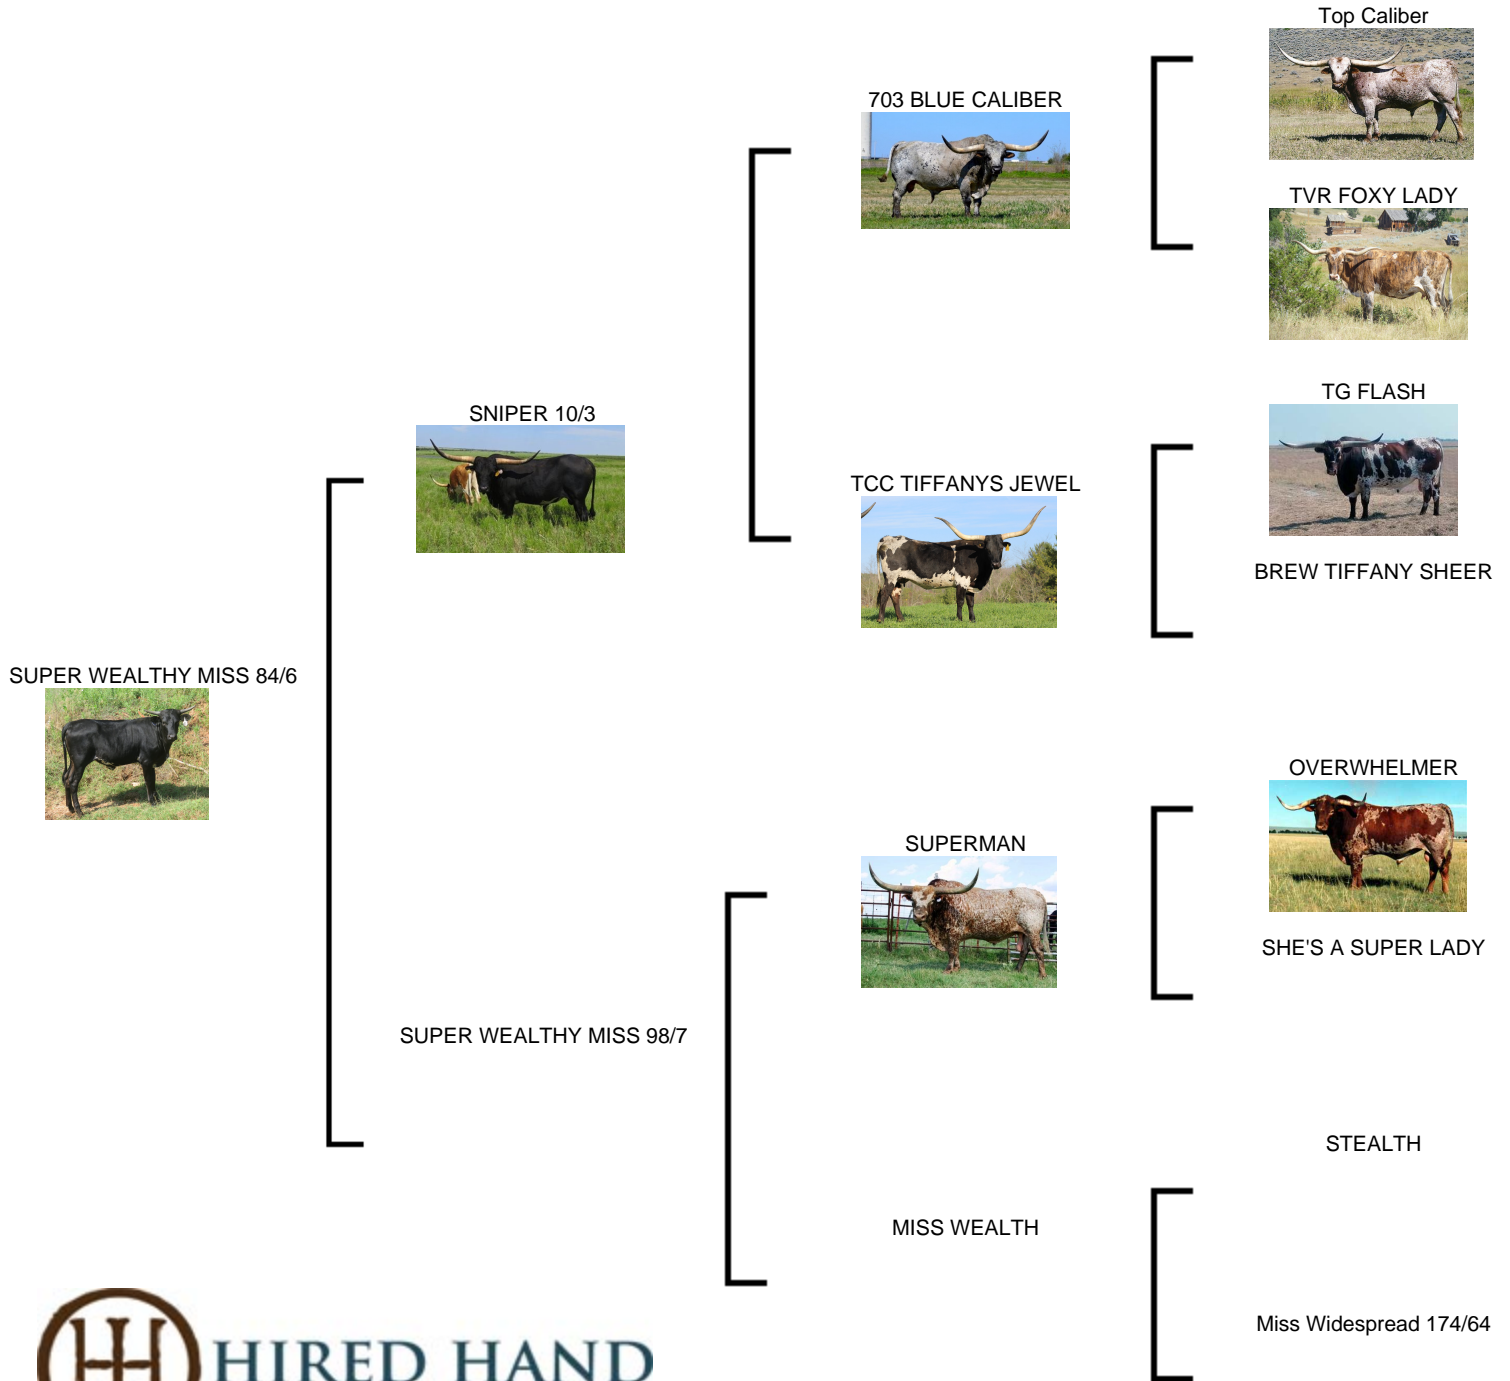 Top Caliber
703 BLUE CALIBER
TVR FOXY LADY
TG FLASH
SNIPER 10/3
TCC TIFFANYS JEWEL
BREW TIFFANY SHEER
SUPER WEALTHY MISS 84/6
OVERWHELMER
SUPERMAN
SHE'S A SUPER LADY
SUPER WEALTHY MISS 98/7
STEALTH
MISS WEALTH
Miss Widespread 174/64
HIRED HAND